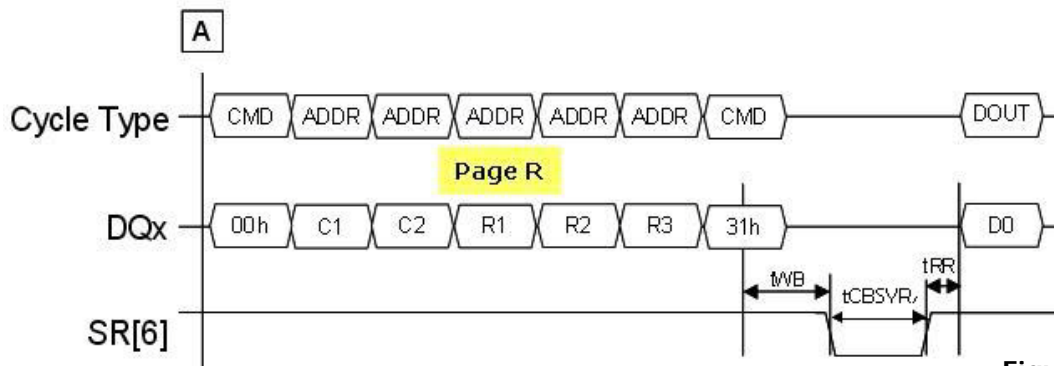 A
Cycle Type CMD ADDR ADDR ADDR ADDR ADDR CMD DOUT
Page R
DQx 00h C1 C2 R1 R2 R3 31h D0
tWB tCBSYR tRR
SR[6]